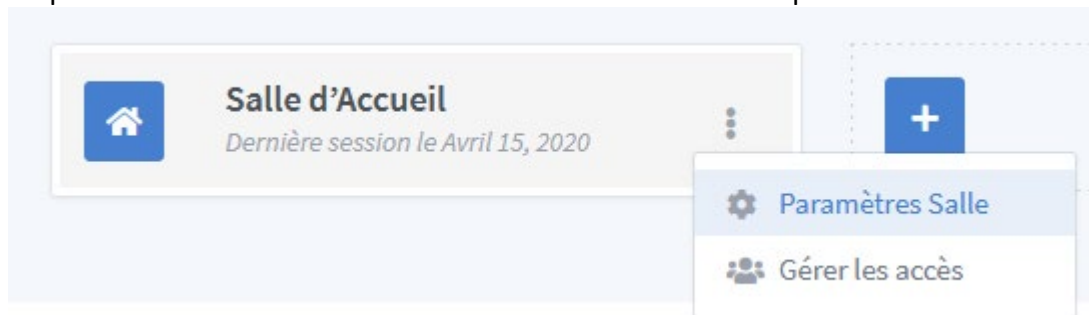 Salle d’Accueil
Dernière session le Avril 15, 2020
Paramètres Salle
Gérer les accès